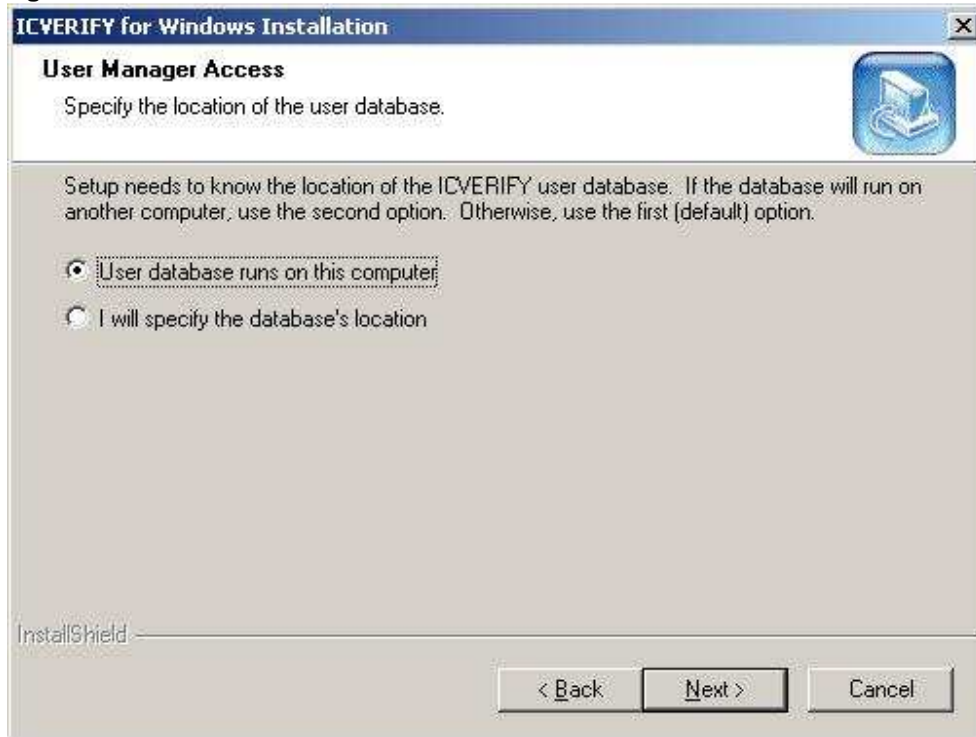 ICVERIFY for Windows Installation
User Manager Access
Specify the location of the user database.
Setup needs to know the location of the ICVERIFY user database. If the database will run on
another computer, use the second option. Otherwise, use the first (default) option.
User database runs on this computer
I will specify the database's location
InstallShield
< Back
Next >
Cancel